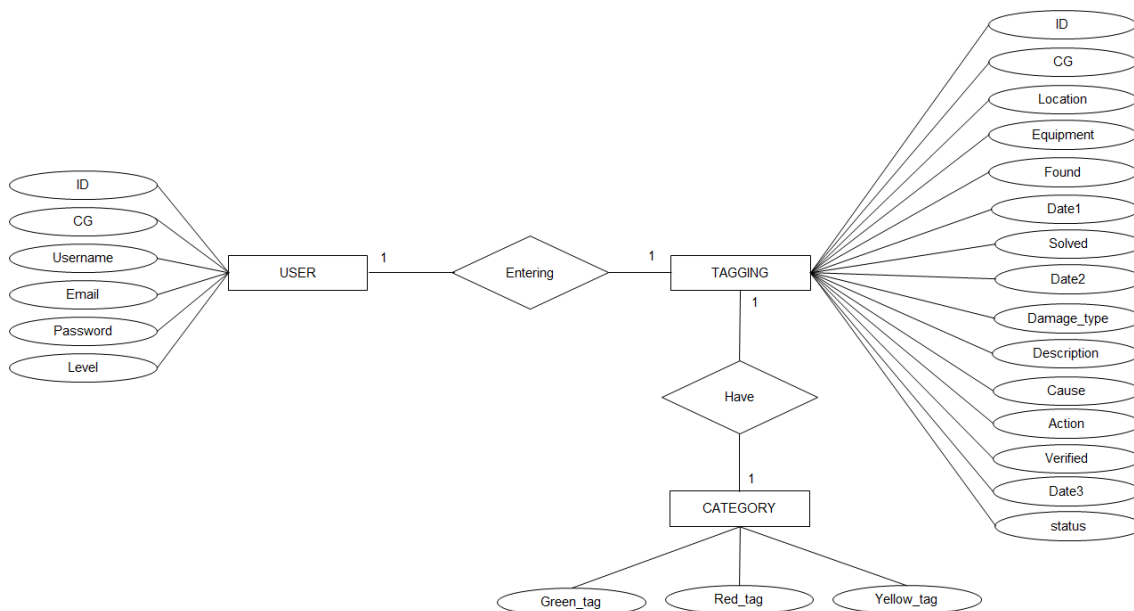 ID
CG
Username
Email
Password
Level
USER
1
Entering
1
TAGGING
ID
CG
Location
Equipment
Found
Date1
Solved
Date2
Damage_type
Description
Cause
Action
Verified
Date3
status
1
Have
1
CATEGORY
Green_tag
Red_tag
Yellow_tag